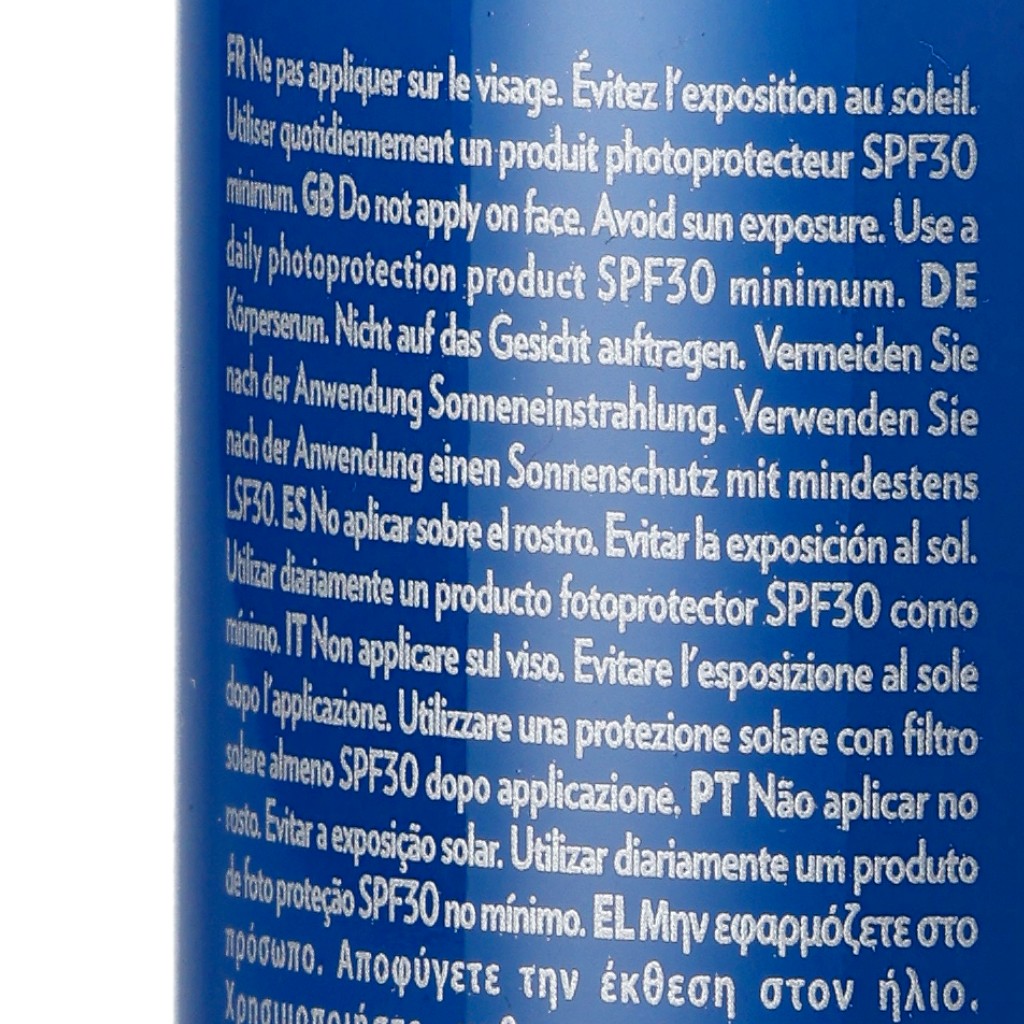 FR Ne pas appliquer sur le visage. Évitez l'exposition au soleil.
Utiliser quotidiennement un produit photoprotecteur SPF30
minimum. GB Do not apply on face. Avoid sun exposure. Use a
daily photoprotection product SPF30 minimum. DE
Körperserum. Nicht auf das Gesicht auftragen. Vermeiden Sie
nach der Anwendung Sonneneinstrahlung. Verwenden Sie
nach der Anwendung einen Sonnenschutz mit mindestens
LSF30. ES No aplicar sobre el rostro. Evitar la exposición al sol.
Utilizar diariamente un producto fotoprotector SPF30 como
mínimo. IT Non applicare sul viso. Evitare l'esposizione al sole
dopo l'applicazione. Utilizzare una protezione solare con filtro
solare almeno SPF30 dopo applicazione. PT Não aplicar no
rosto. Evitar a exposição solar. Utilizar diariamente um produto
de foto proteção SPF30 no mínimo. EL Μην εφαρμόζετε στο
πρόσωπο. Αποφύγετε την έκθεση στον ήλιο.